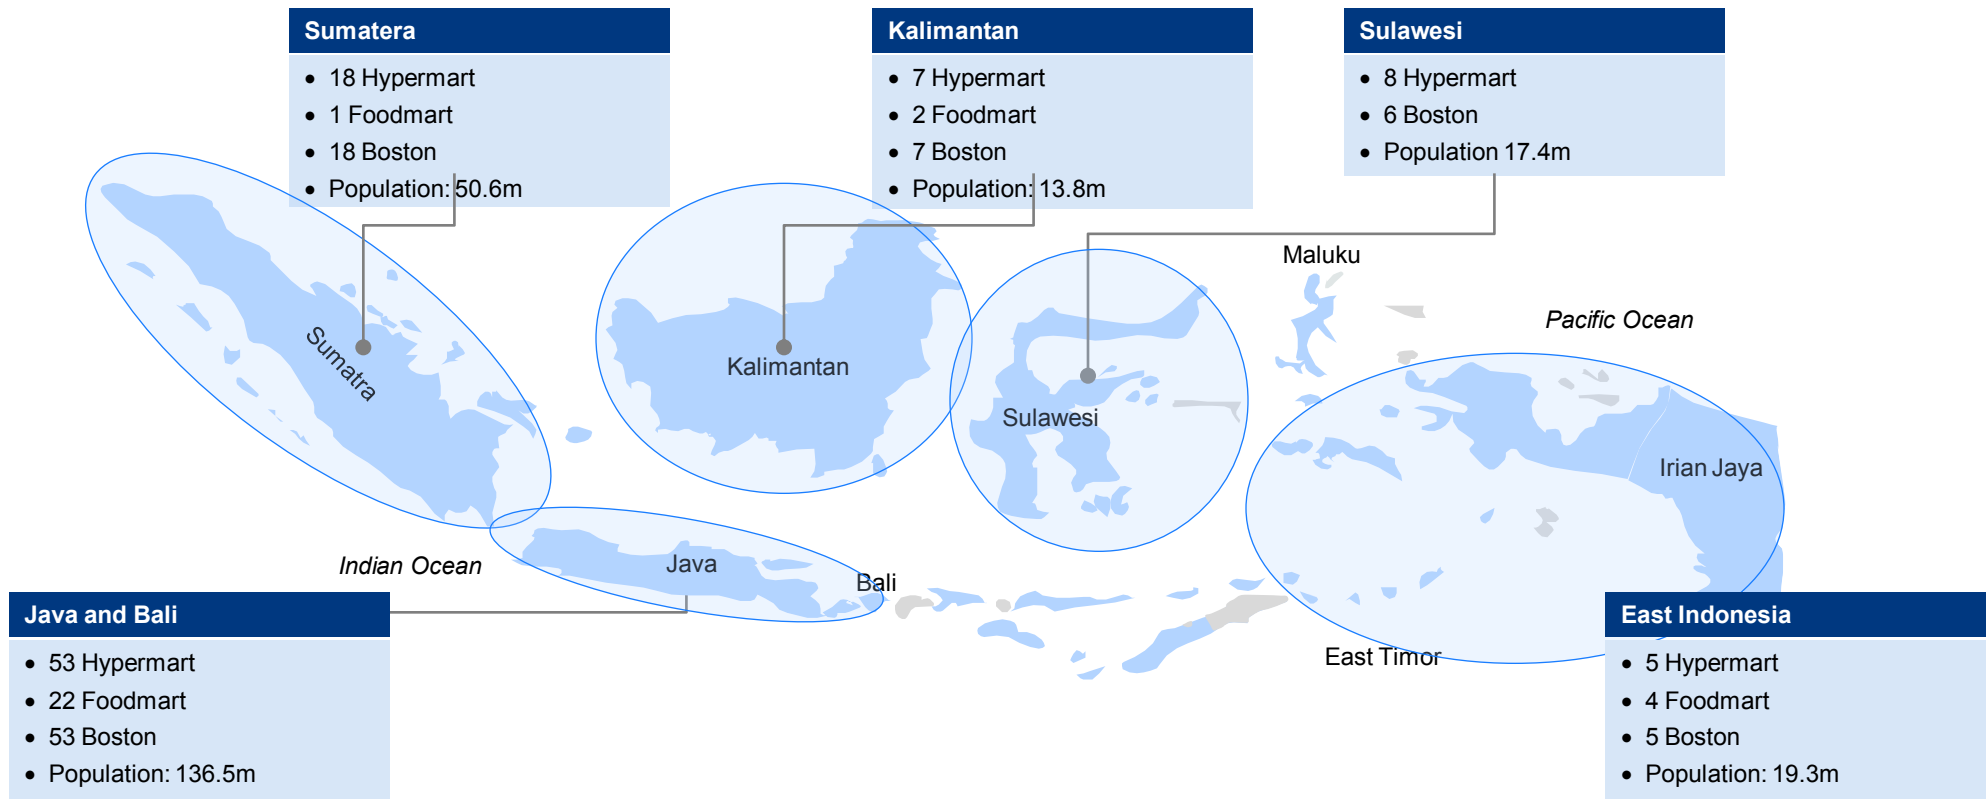 Sumatera
• 18 Hypermart
• 1 Foodmart
• 18 Boston
• Population: 50.6m
Kalimantan
• 7 Hypermart
• 2 Foodmart
• 7 Boston
• Population: 13.8m
Sulawesi
• 8 Hypermart
• 6 Boston
• Population 17.4m
Maluku
Pacific Ocean
Sumatra
Kalimantan
Sulawesi
Irian Jaya
Indian Ocean
Java
Bali
East Timor
Java and Bali
• 53 Hypermart
• 22 Foodmart
• 53 Boston
• Population: 136.5m
East Indonesia
• 5 Hypermart
• 4 Foodmart
• 5 Boston
• Population: 19.3m